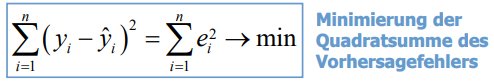 ∑_{i=1}^{n} (y_i − ŷ_i)² = ∑_{i=1}^{n} e_i² → min
Minimierung der
Quadratsumme des
Vorhersagefehlers